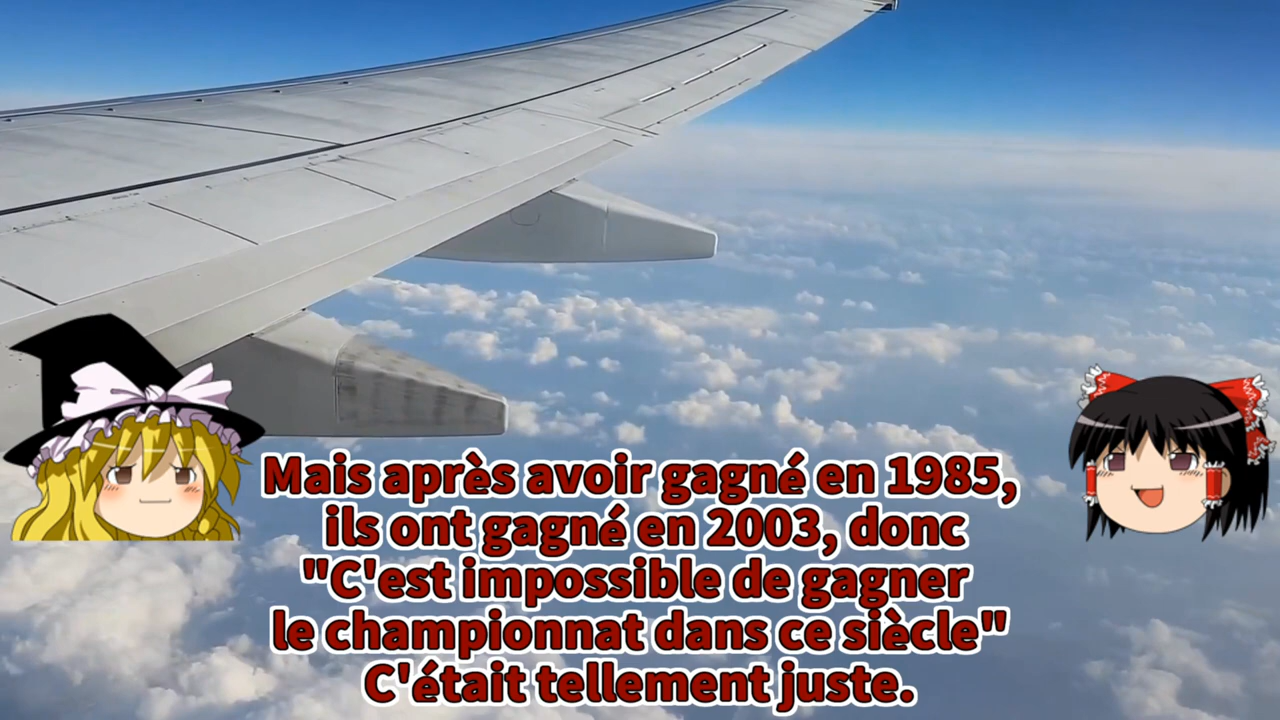 Mais après avoir gagné en 1985,
ils ont gagné en 2003, donc
"C'est impossible de gagner
le championnat dans ce siècle"
C'était tellement juste.